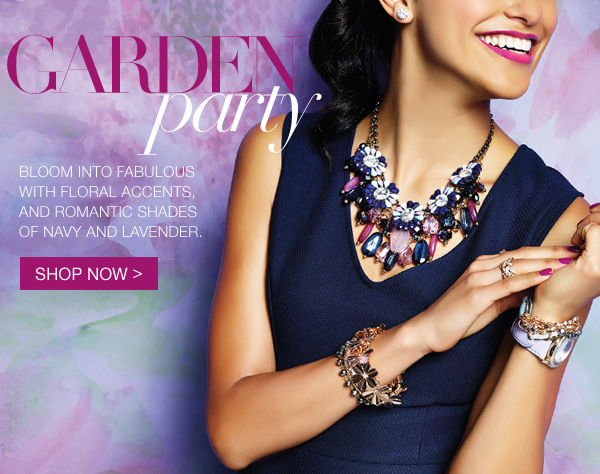 GARDEN
party
BLOOM INTO FABULOUS
WITH FLORAL ACCENTS,
AND ROMANTIC SHADES
OF NAVY AND LAVENDER.
SHOP NOW >